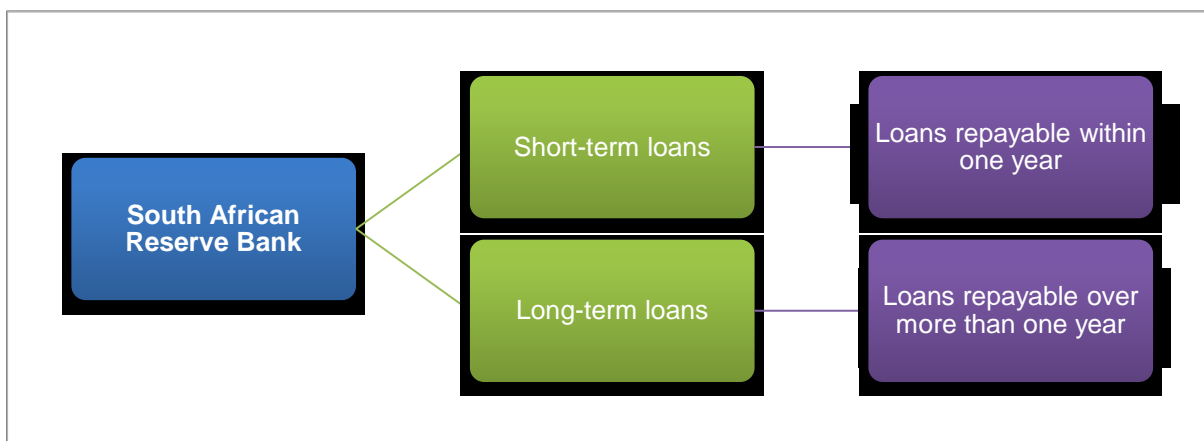 South African
Reserve Bank
Short-term loans
Loans repayable within
one year
Long-term loans
Loans repayable over
more than one year